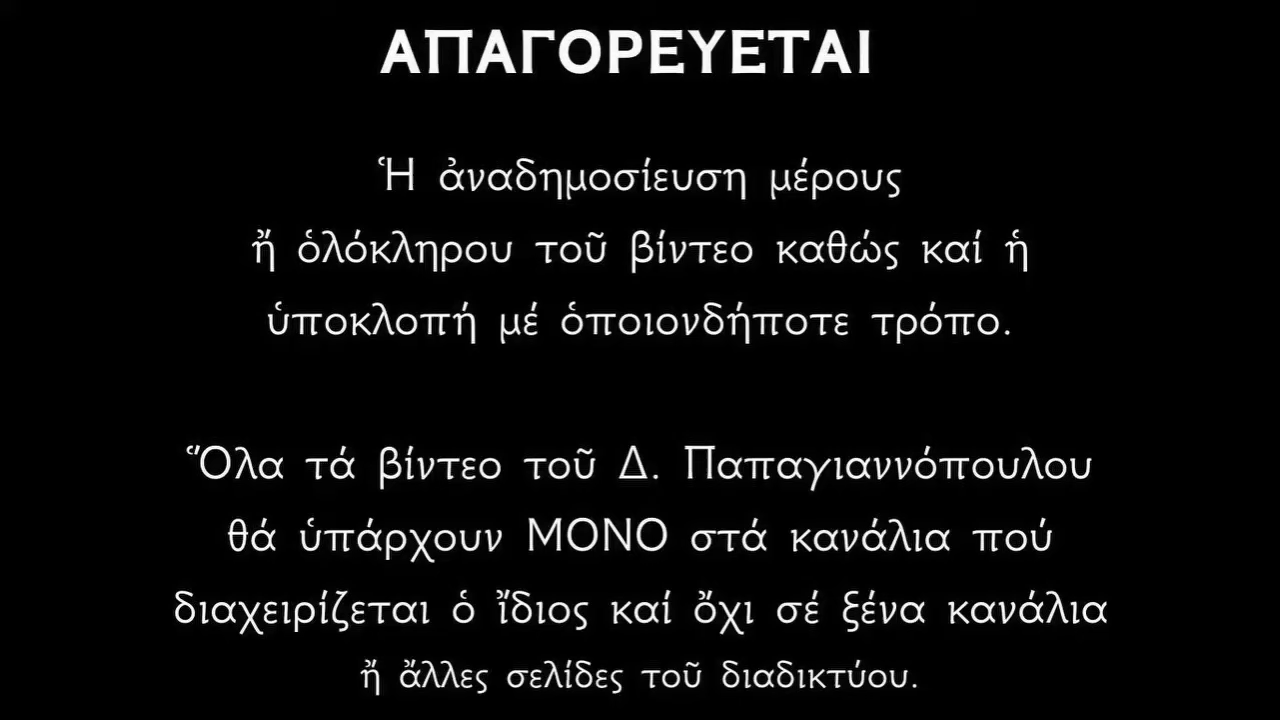 ΑΠΑΓΟΡΕΥΕΤΑΙ
Ἡ ἀναδημοσίευση μέρους
ἤ ὁλόκληρου τοῦ βίντεο καθώς καί ἡ
ὑποκλοπή μέ ὁποιονδήποτε τρόπο.
Ὅλα τά βίντεο τοῦ Δ. Παπαγιαννόπουλου
θά ὑπάρχουν ΜΟΝΟ στά κανάλια πού
διαχειρίζεται ὁ ἴδιος καί ὄχι σέ ξένα κανάλια
ἤ ἄλλες σελίδες τοῦ διαδικτύου.